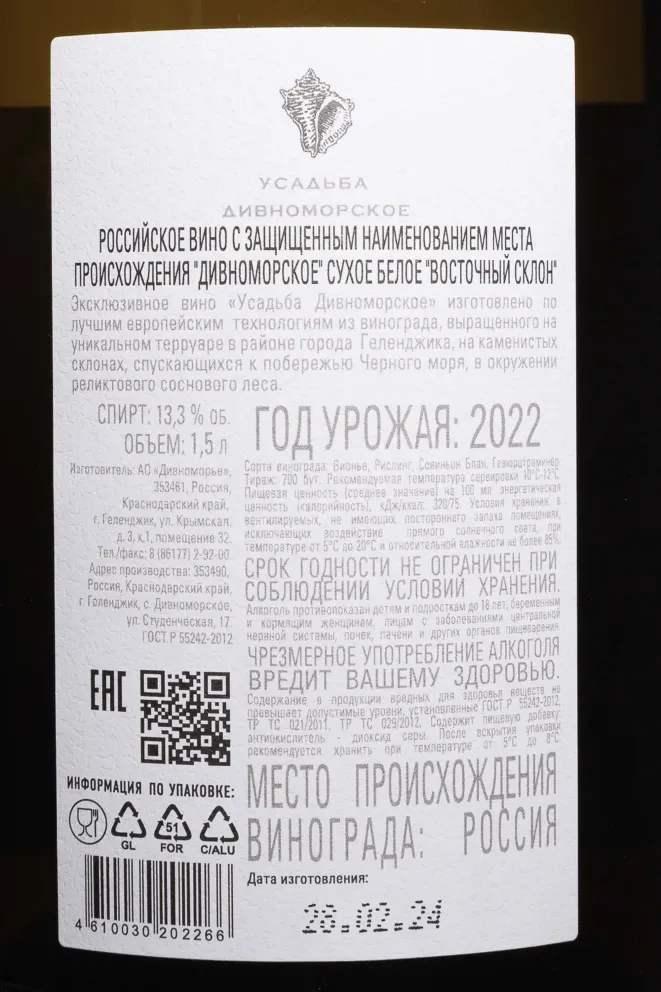 УСАДЬБА
ДИВНОМОРСКОЕ
РОССИЙСКОЕ ВИНО С ЗАЩИЩЕННЫМ НАИМЕНОВАНИЕМ МЕСТА
ПРОИСХОЖДЕНИЯ "ДИВНОМОРСКОЕ" СУХОЕ БЕЛОЕ "ВОСТОЧНЫЙ СКЛОН"
Эксклюзивное вино «Усадьба Дивноморское» изготовлено по
лучшим европейским технологиям из винограда, выращенного на
уникальном терруаре в районе города Геленджика, на каменистых
склонах, спускающихся к побережью Черного моря, в окружении
реликтового соснового леса.
СПИРТ: 13,3 % ОБ.
ОБЪЕМ: 1,5 л
Изготовитель: АО «Дивноморье»,
353461, Россия,
Краснодарский край,
г. Геленджик, ул. Крымская,
д. 3, к.1, помещение 32.
Тел./факс: 8 (86177) 2-92-00
Адрес производства: 353490,
Россия, Краснодарский край,
г. Геленджик, с. Дивноморское,
ул. Студенческая, 17.
ГОСТ Р 55242-2012
ГОД УРОЖАЯ: 2022
Сорта винограда: Вионье, Рислинг, Совиньон Блан, Гевюрцтраминер
Тираж: 700 бут. Рекомендуемая температура сервировки 10°С-12°С.
Пищевая ценность (среднее значение) на 100 мл: энергетическая
ценность (калорийность), кДж/ккал: 320/75. Условия хранения: в
вентилируемых, не имеющих постороннего запаха помещениях,
исключающих воздействие прямого солнечного света, при
температуре от 5°С до 20°С и относительной влажности не более 85%.
СРОК ГОДНОСТИ НЕ ОГРАНИЧЕН ПРИ
СОБЛЮДЕНИИ УСЛОВИЙ ХРАНЕНИЯ.
Алкоголь противопоказан детям и подросткам до 18 лет, беременным
и кормящим женщинам, лицам с заболеваниями центральной
нервной системы, почек, печени и других органов пищеварения.
ЧРЕЗМЕРНОЕ УПОТРЕБЛЕНИЕ АЛКОГОЛЯ
ВРЕДИТ ВАШЕМУ ЗДОРОВЬЮ.
Содержание в продукции вредных для здоровья веществ не
превышает допустимые уровни, установленные ГОСТ Р 55242-2012,
ТР ТС 021/2011, ТР ТС 029/2012. Содержит пищевую добавку:
антиокислитель - диоксид серы. После вскрытия упаковки
рекомендуется хранить при температуре от 5°С до 8°С.
МЕСТО ПРОИСХОЖДЕНИЯ
ВИНОГРАДА: РОССИЯ
EAC
ИНФОРМАЦИЯ ПО УПАКОВКЕ:
51
GL FOR C/ALU
4 610030 202266
Дата изготовления:
28.02.24